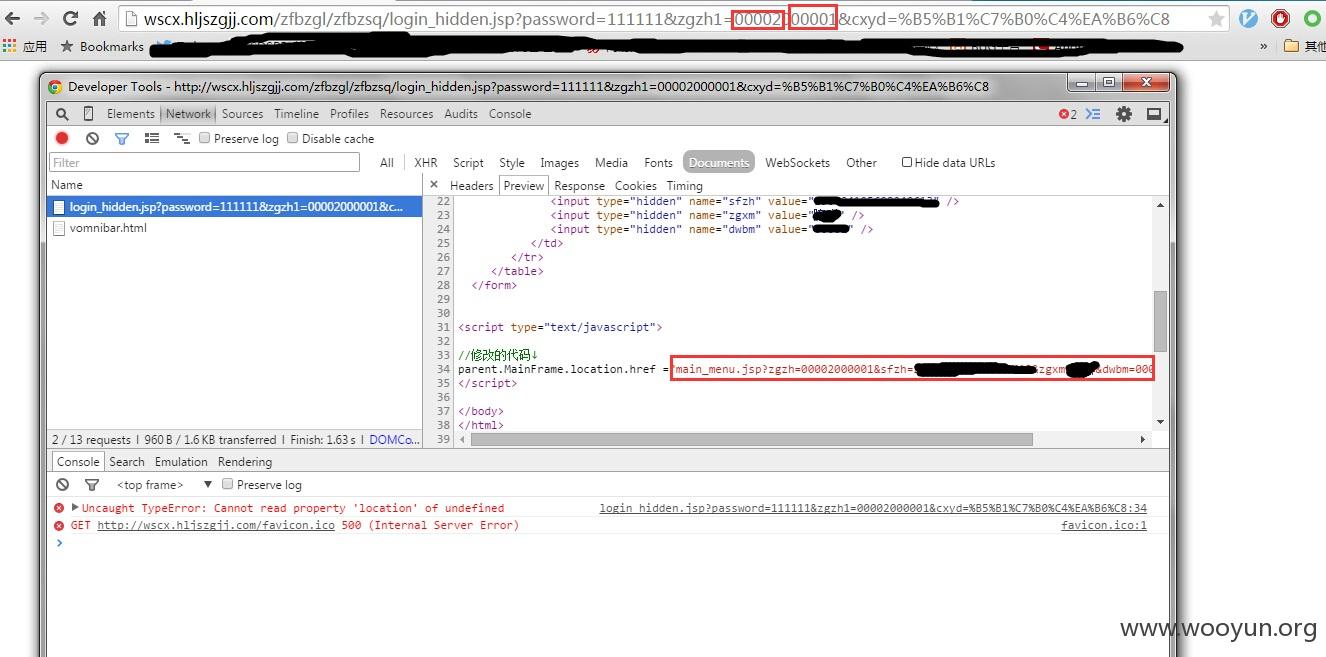 wscx.hljszgjj.com/zfbzgl/zfbzsq/login_hidden.jsp?password=111111&zgzh1=0000200001&cxyd=%B5%B1%C7%B0%C4%EA%B6%C8
应用 Bookmarks » 其他
Developer Tools - http://wscx.hljszgjj.com/zfbzgl/zfbzsq/login_hidden.jsp?password=111111&zgzh1=00002000001&cxyd=%B5%B1%C7%B0%C4%EA%B6%C8
Elements Network Sources Timeline Profiles Resources Audits Console 2
Preserve log Disable cache
Filter All XHR Script Style Images Media Fonts Documents WebSockets Other Hide data URLs
Name × Headers Preview Response Cookies Timing
login_hidden.jsp?password=111111&zgzh1=00002000001&c...
vomnibar.html
22 <input type="hidden" name="sfzh" value=" " />
23 <input type="hidden" name="zgxm" value=" " />
24 <input type="hidden" name="dwbm" value=" " />
25 </td>
26 </tr>
27 </table>
28 </form>
29
30
31 <script type="text/javascript">
32
33 //修改的代码↓
34 parent.MainFrame.location.href ="main_menu.jsp?zgzh=00002000001&sfzh= &zgxm &dwbm=000
35 </script>
36
37 </body>
38 </html>
39
2 / 13 requests | 960 B / 1.6 KB transferred | Finish: 1.63 s | DOMCo...
Console Search Emulation Rendering
<top frame> ▼ Preserve log
Uncaught TypeError: Cannot read property 'location' of undefined login_hidden.jsp?password=111111&zgzh1=00002000001&cxyd=%B5%B1%C7%B0%C4%EA%B6%C8:34
GET http://wscx.hljszgjj.com/favicon.ico 500 (Internal Server Error) favicon.ico:1
>
www.wooyun.org